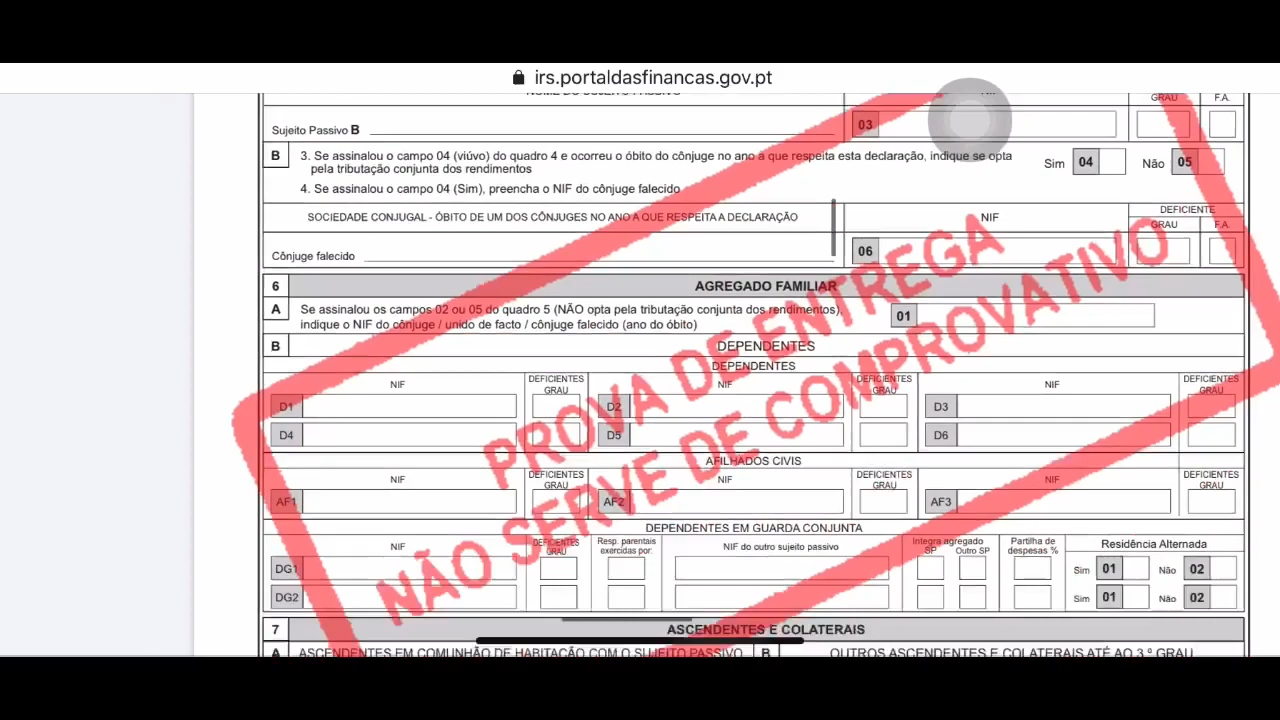 irs.portaldasfinancas.gov.pt
NOME DO SUJEITO PASSIVO NIF GRAU F.A.
Sujeito Passivo B 03
B 3. Se assinalou o campo 04 (viúvo) do quadro 4 e ocorreu o óbito do cônjuge no ano a que respeita esta declaração, indique se opta
pela tributação conjunta dos rendimentos Sim 04 Não 05
4. Se assinalou o campo 04 (Sim), preencha o NIF do cônjuge falecido
SOCIEDADE CONJUGAL - ÓBITO DE UM DOS CÔNJUGES NO ANO A QUE RESPEITA A DECLARAÇÃO NIF DEFICIENTE
GRAU F.A.
Cônjuge falecido 06
6 AGREGADO FAMILIAR
A Se assinalou os campos 02 ou 05 do quadro 5 (NÃO opta pela tributação conjunta dos rendimentos), 01
indique o NIF do cônjuge / unido de facto / cônjuge falecido (ano do óbito)
B DEPENDENTES
DEPENDENTES
NIF DEFICIENTES GRAU NIF DEFICIENTES GRAU NIF DEFICIENTES GRAU
D1 D2 D3
D4 D5 D6
AFILHADOS CIVIS
NIF DEFICIENTES GRAU NIF DEFICIENTES GRAU NIF DEFICIENTES GRAU
AF1 AF2 AF3
DEPENDENTES EM GUARDA CONJUNTA
NIF DEFICIENTES GRAU Resp. parentais exercidas por: NIF do outro sujeito passivo Integra agregado SP Outro SP Partilha de despesas % Residência Alternada
DG1 Sim 01 Não 02
DG2 Sim 01 Não 02
7 ASCENDENTES E COLATERAIS
A ASCENDENTES EM COMUNHÃO DE HABITAÇÃO COM O SUJEITO PASSIVO B OUTROS ASCENDENTES E COLATERAIS ATÉ AO 3.º GRAU
PROVA DE ENTREGA
NÃO SERVE DE COMPROVATIVO